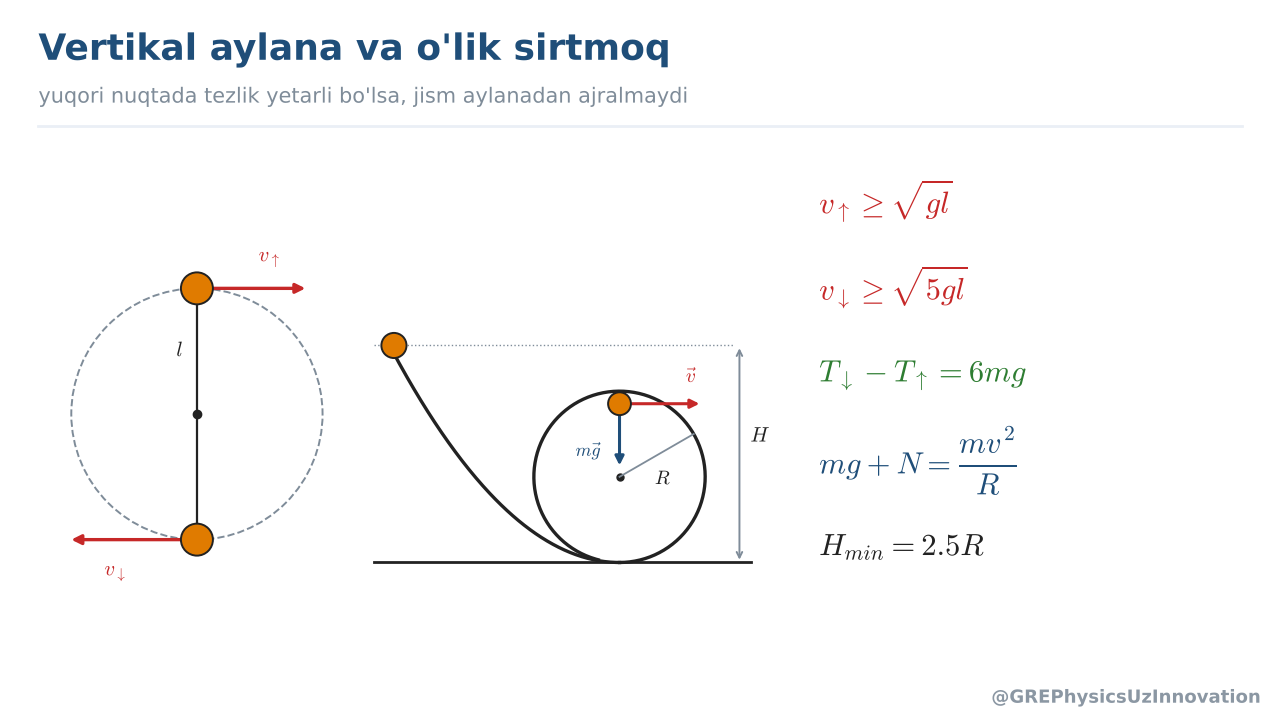 Vertikal aylana va o'lik sirtmoq
yuqori nuqtada tezlik yetarli bo'lsa, jism aylanadan ajralmaydi
v↑
l
v↓
v⃗
mg⃗
R
H
v↑ ≥ √gl
v↓ ≥ √5gl
T↓ − T↑ = 6mg
mg + N = mv²/R
H_min = 2.5R
@GREPhysicsUzInnovation